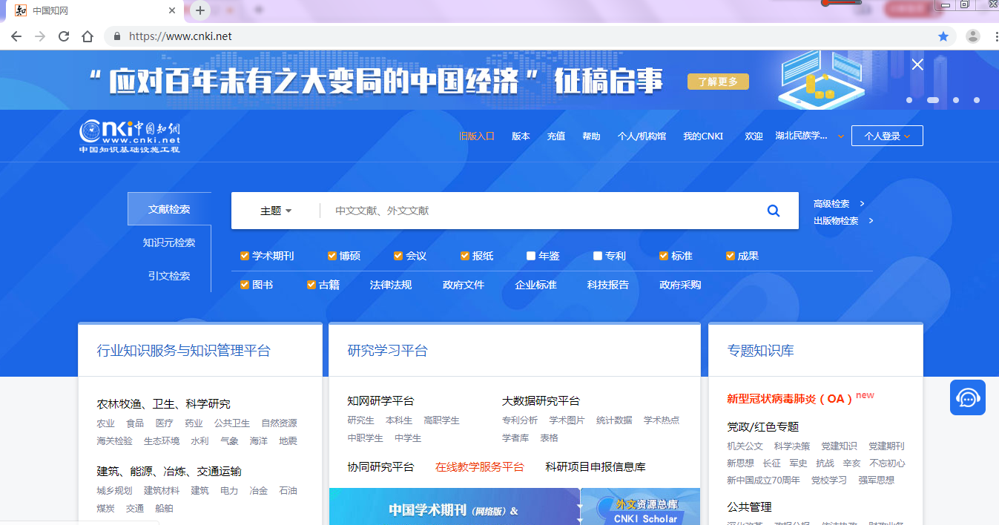 中国知网
https://www.cnki.net
“应对百年未有之大变局的中国经济” 征稿启事
了解更多
cnki中国知网
www.cnki.net
中国知识基础设施工程
旧版入口 版本 充值 帮助 个人/机构馆 我的CNKI 欢迎 湖北民族学... 个人登录
文献检索
知识元检索
引文检索
主题 中文文献、外文文献
高级检索 >
出版物检索 >
学术期刊 博硕 会议 报纸 年鉴 专利 标准 成果
图书 古籍 法律法规 政府文件 企业标准 科技报告 政府采购
行业知识服务与知识管理平台
农林牧渔、卫生、科学研究
农业 食品 医疗 药业 公共卫生 自然资源
海关检验 生态环境 水利 气象 海洋 地震
建筑、能源、冶炼、交通运输
城乡规划 建筑材料 建筑 电力 冶金 石油
煤炭 交通 船舶
研究学习平台
知网研学平台
研究生 本科生 高职学生
中职学生 中学生
大数据研究平台
专利分析 学术图片 统计数据 学术热点
学者库 表格
协同研究平台 在线教学服务平台 科研项目申报信息库
中国学术期刊（网络版）&
外文资源总库
CNKI Scholar
专题知识库
新型冠状病毒肺炎（OA）new
党政/红色专题
机关公文 科学决策 党建知识 党建期刊
新思想 长征 军史 抗战 辛亥 不忘初心
新中国成立70周年 党校学习 强军思想
公共管理